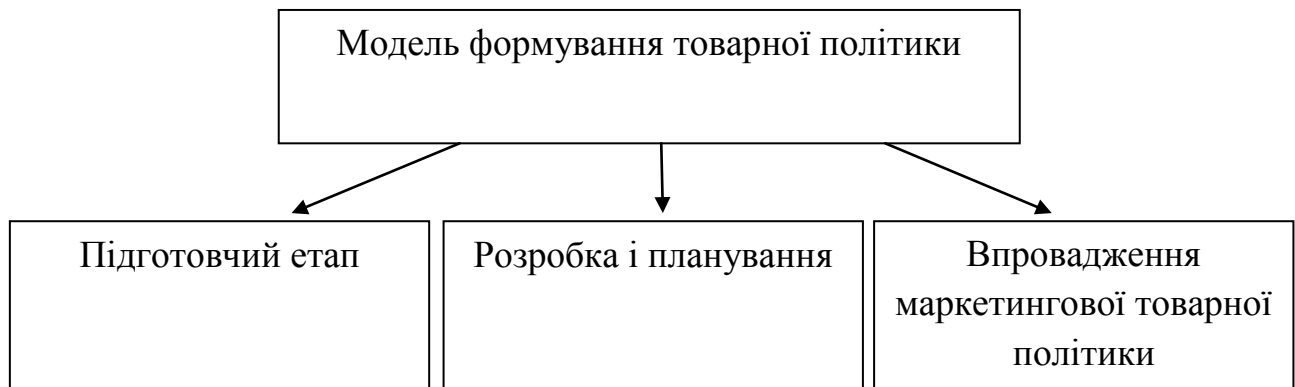 Модель формування товарної політики
Підготовчий етап
Розробка і планування
Впровадження
маркетингової товарної
політики